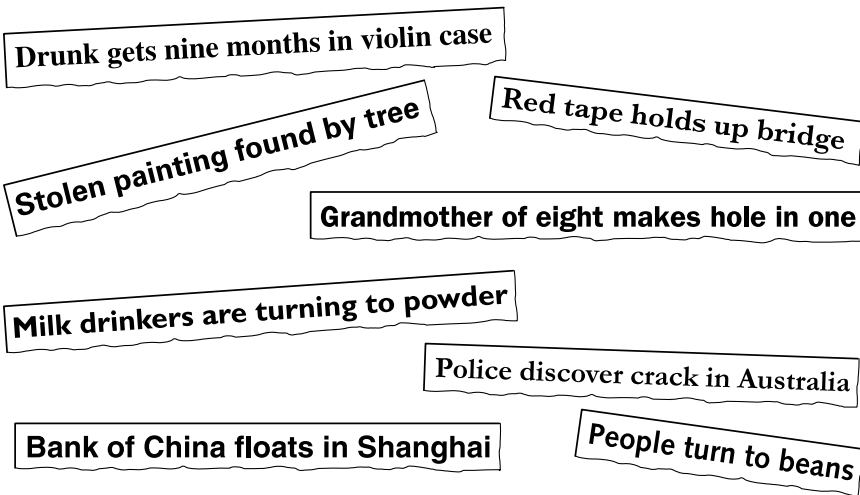 Drunk gets nine months in violin case
Red tape holds up bridge
Stolen painting found by tree
Grandmother of eight makes hole in one
Milk drinkers are turning to powder
Police discover crack in Australia
Bank of China floats in Shanghai
People turn to beans